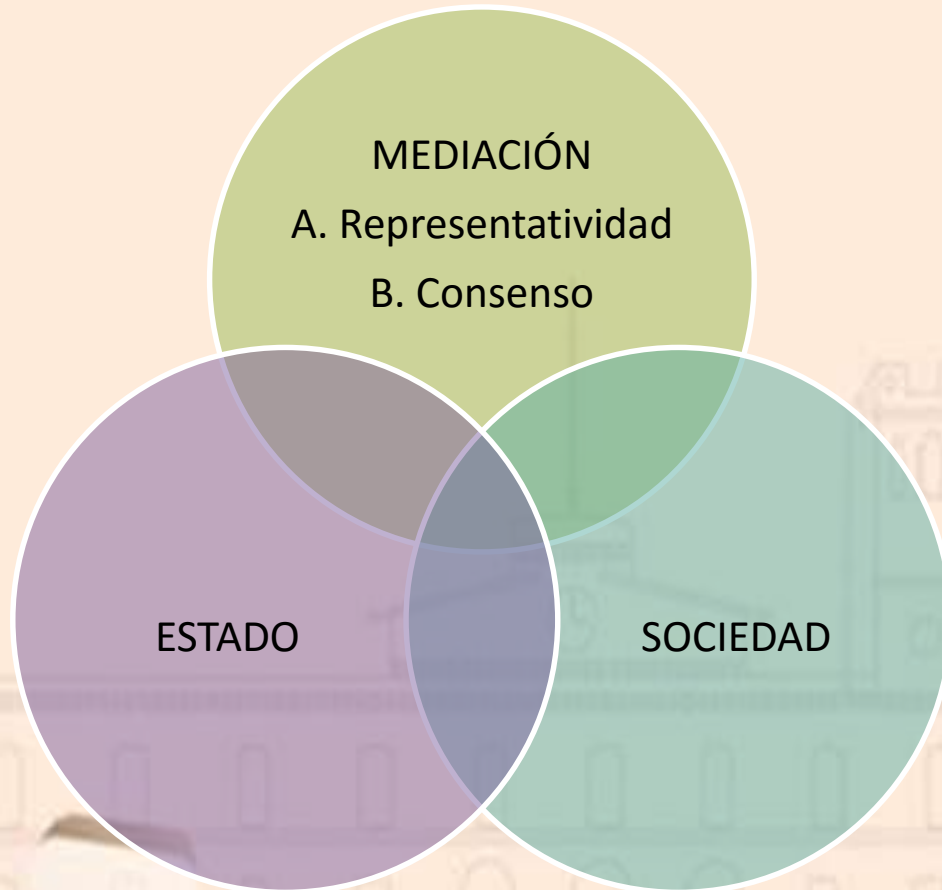 MEDIACIÓN
A. Representatividad
B. Consenso
ESTADO
SOCIEDAD